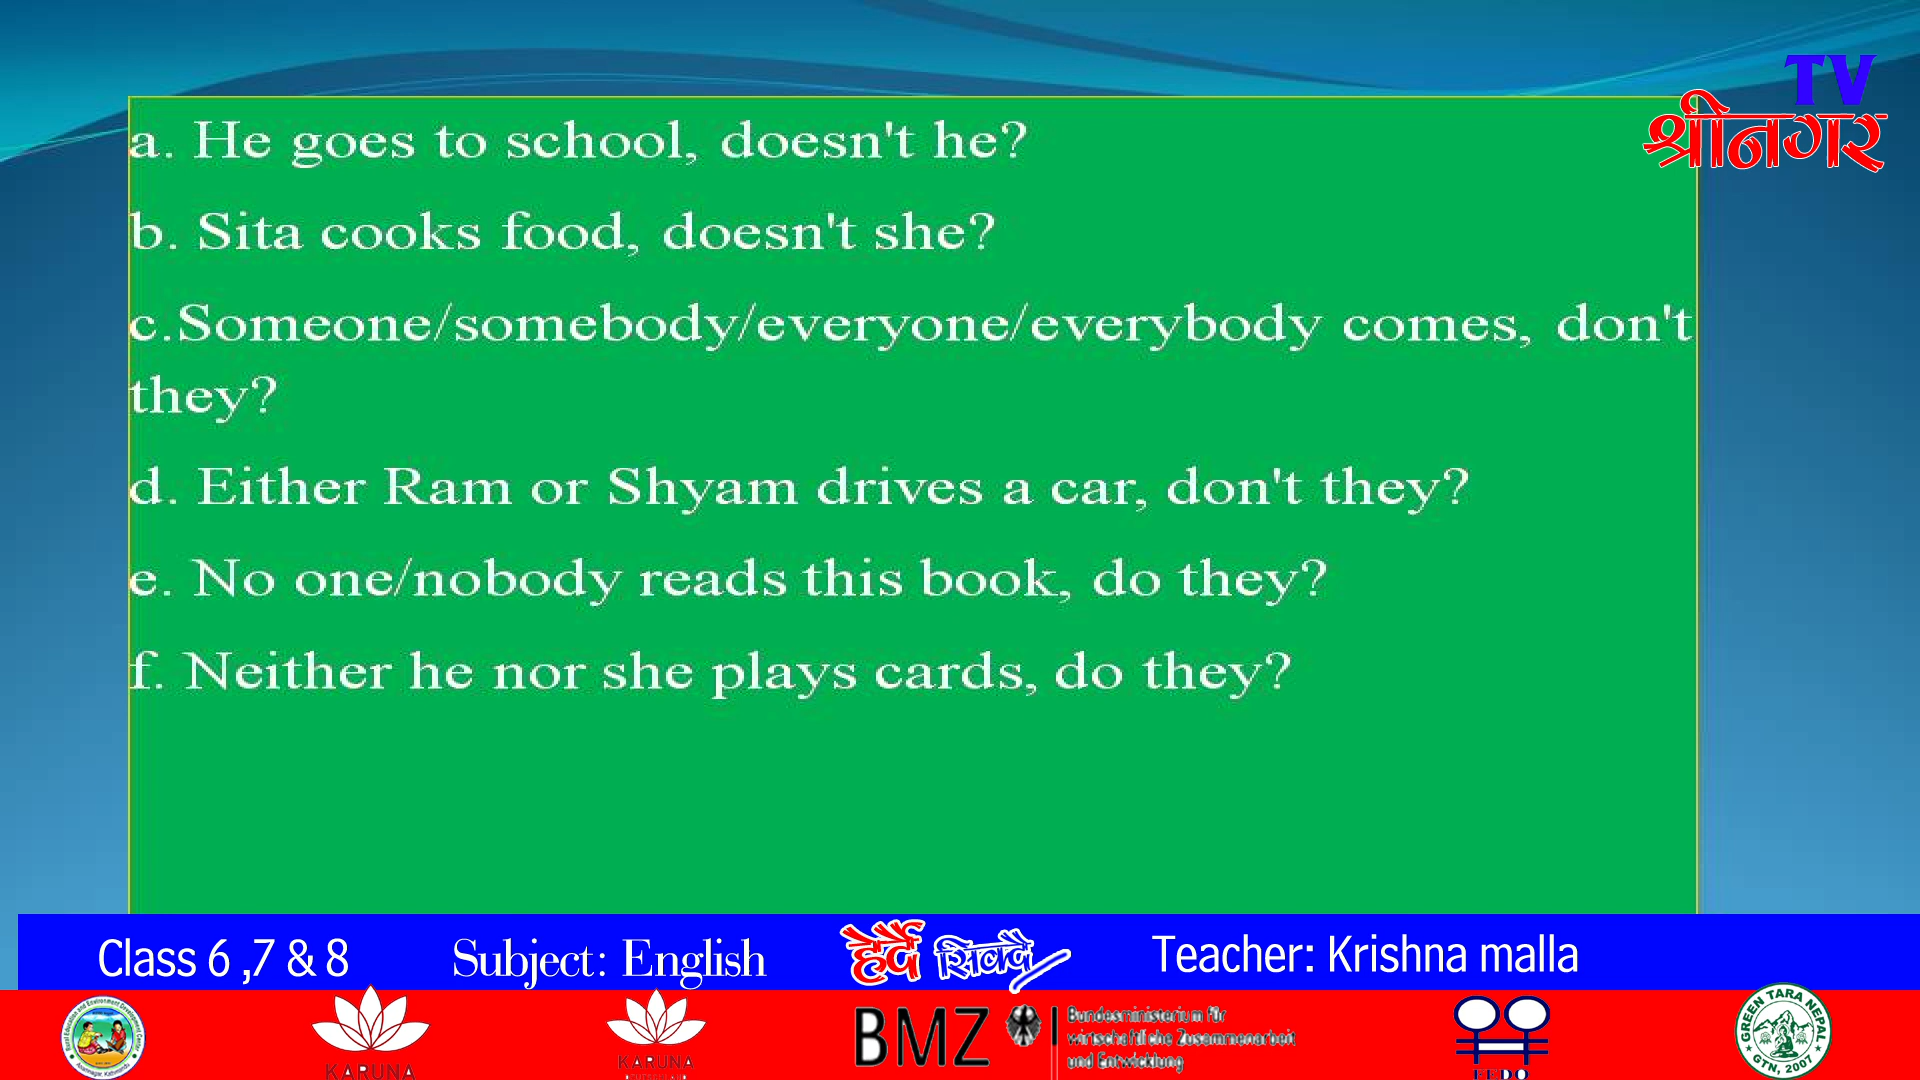 TV
श्रीनगर
a. He goes to school, doesn't he?
b. Sita cooks food, doesn't she?
c.Someone/somebody/everyone/everybody comes, don't
they?
d. Either Ram or Shyam drives a car, don't they?
e. No one/nobody reads this book, do they?
f. Neither he nor she plays cards, do they?
Class 6 ,7 & 8 Subject: English हेर्दै सिक्दै Teacher: Krishna malla
KARUNA
KARUNA
BMZ
Bundesministerium für
wirtschaftliche Zusammenarbeit
und Entwicklung
FEDO
GREEN TARA NEPAL
GTN, 2007